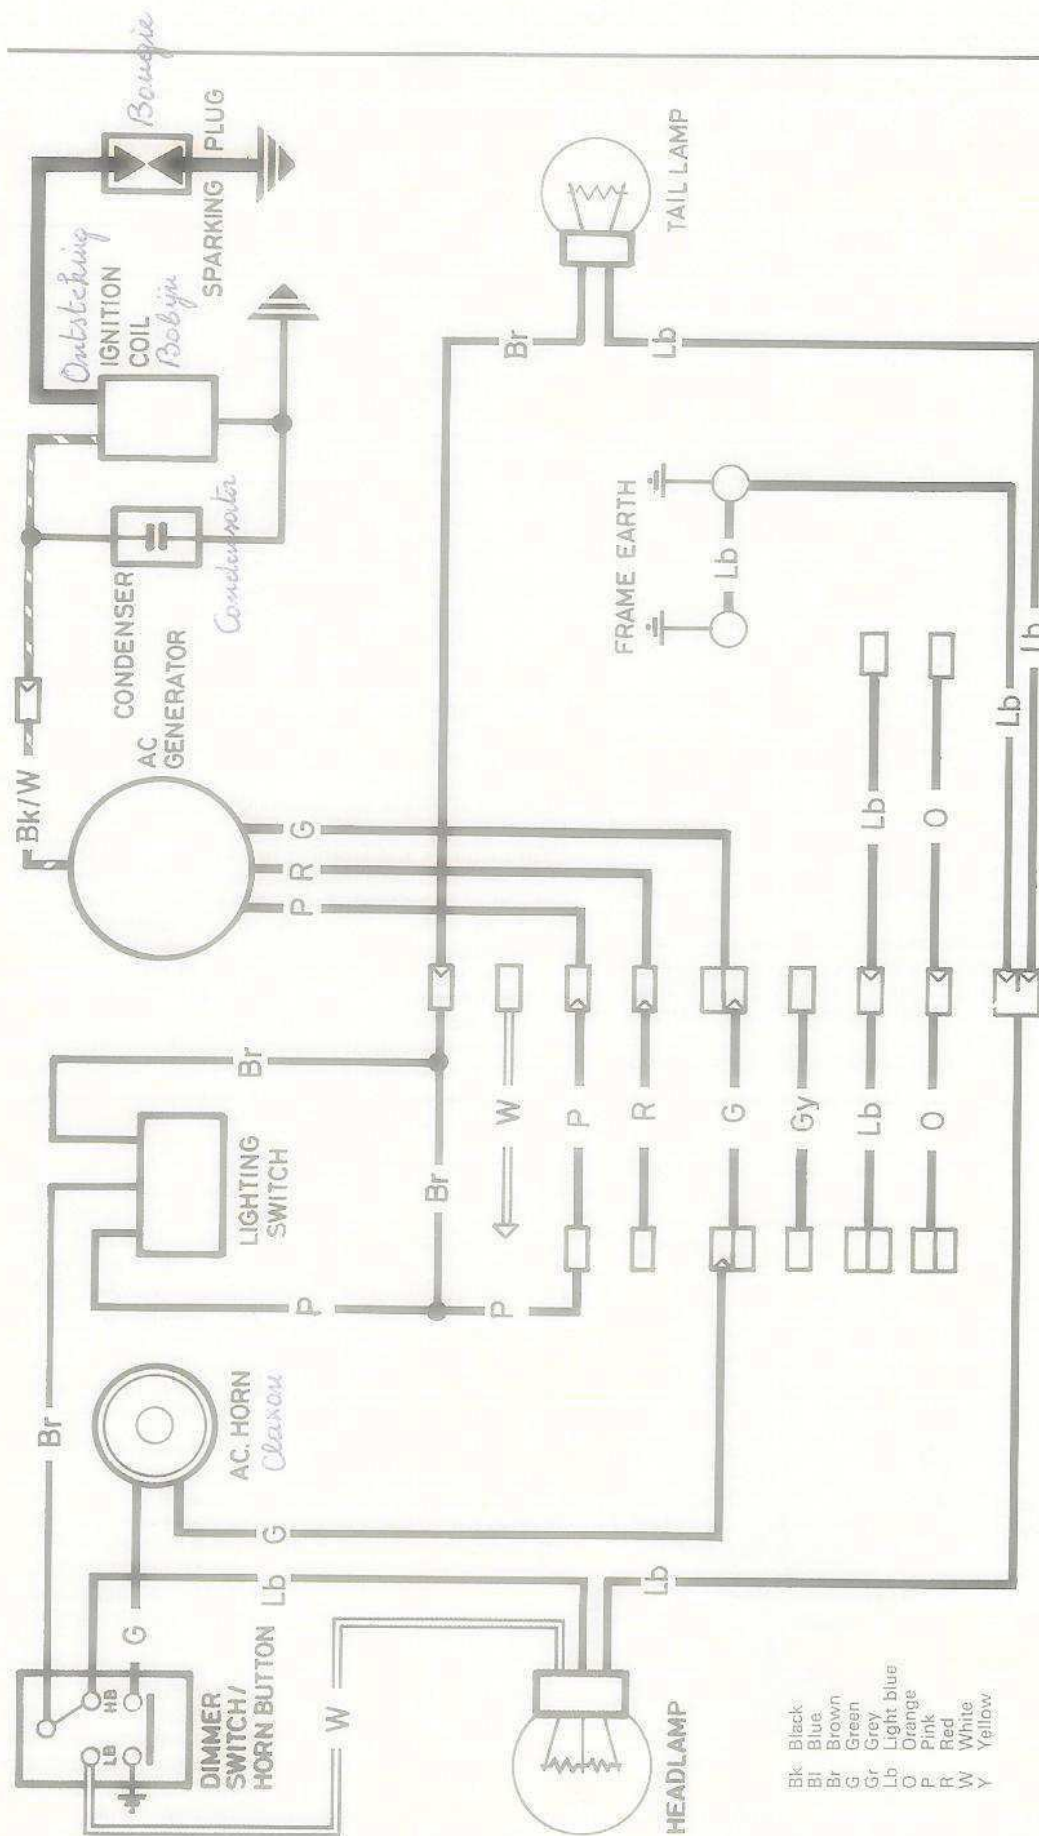 Bougie
SPARKING PLUG
Ontsteking
IGNITION
COIL
Bobijn
Condensator
CONDENSER
AC
GENERATOR
Bk/W
P
R
G
TAIL LAMP
Br
Lb
FRAME EARTH
Lb
Lb
Lb
Br
LIGHTING
SWITCH
Br
P
Br
P
W
P
R
G
Gy
Lb
Lb
O
O
Br
AC. HORN
Claxon
G
G
Lb
Lb
HB
LB
DIMMER
SWITCH/
HORN BUTTON
W
HEADLAMP
Bk Black
Bl Blue
Br Brown
G Green
Gr Grey
Lb Light blue
O Orange
P Pink
R Red
W White
Y Yellow